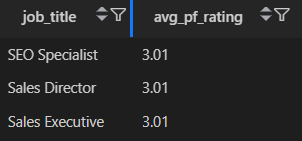 job_title avg_pf_rating
SEO Specialist 3.01
Sales Director 3.01
Sales Executive 3.01